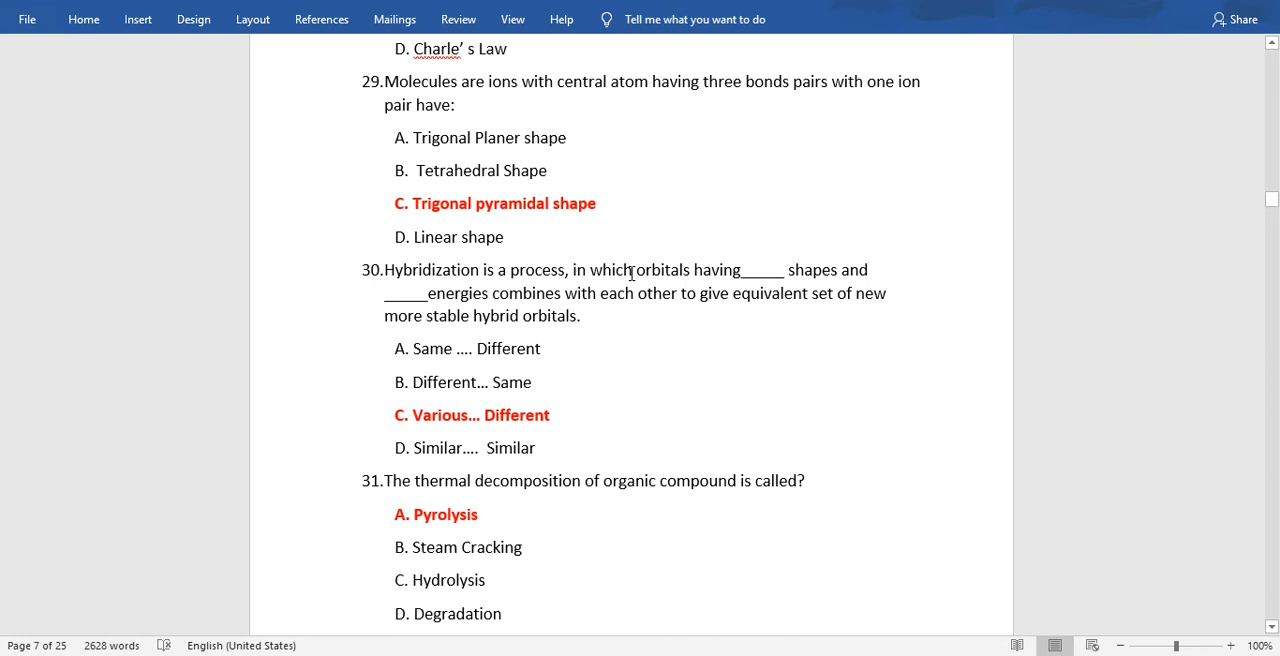 File Home Insert Design Layout References Mailings Review View Help Tell me what you want to do Share
D. Charle’ s Law
29.Molecules are ions with central atom having three bonds pairs with one ion
pair have:
A. Trigonal Planer shape
B. Tetrahedral Shape
C. Trigonal pyramidal shape
D. Linear shape
30.Hybridization is a process, in which orbitals having_____ shapes and
_____energies combines with each other to give equivalent set of new
more stable hybrid orbitals.
A. Same .... Different
B. Different... Same
C. Various... Different
D. Similar.... Similar
31.The thermal decomposition of organic compound is called?
A. Pyrolysis
B. Steam Cracking
C. Hydrolysis
D. Degradation
Page 7 of 25 2628 words English (United States) 100%